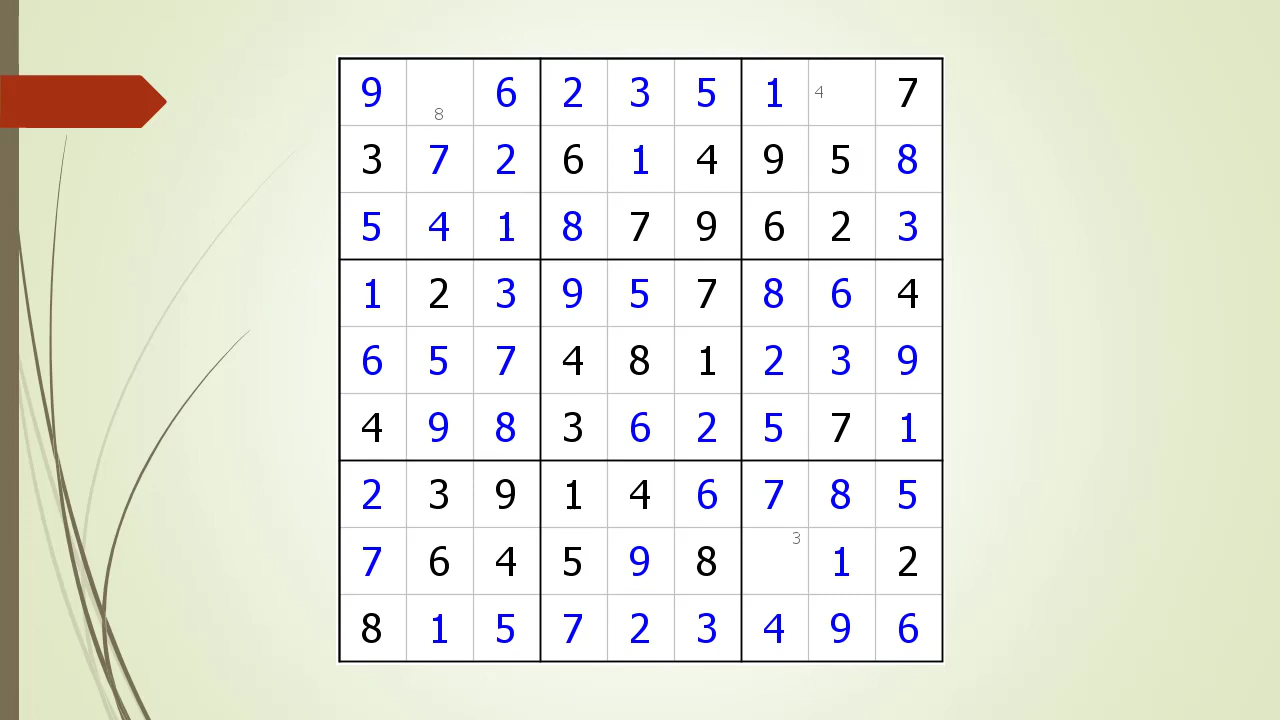 9 8 6 2 3 5 1 4 7
3 7 2 6 1 4 9 5 8
5 4 1 8 7 9 6 2 3
1 2 3 9 5 7 8 6 4
6 5 7 4 8 1 2 3 9
4 9 8 3 6 2 5 7 1
2 3 9 1 4 6 7 8 5
7 6 4 5 9 8 3 1 2
8 1 5 7 2 3 4 9 6